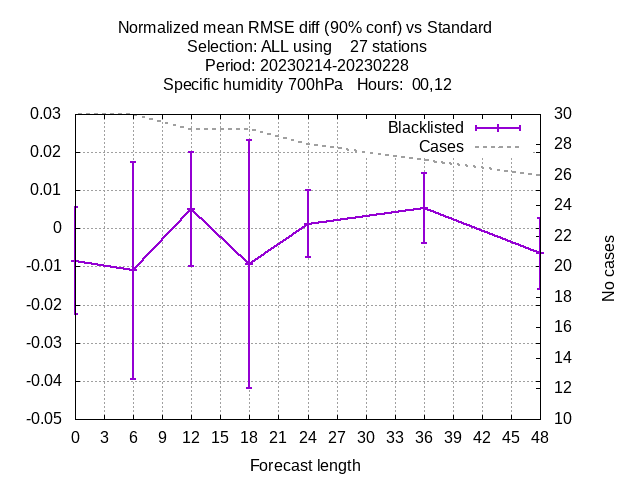 Normalized mean RMSE diff (90% conf) vs Standard
Selection: ALL using 27 stations
Period: 20230214-20230228
Specific humidity 700hPa Hours: 00,12
0.03
0.02
0.01
0
-0.01
-0.02
-0.03
-0.04
-0.05
Blacklisted
Cases
30
28
26
24
22
20
18
16
14
12
10
No cases
0 3 6 9 12 15 18 21 24 27 30 33 36 39 42 45 48
Forecast length